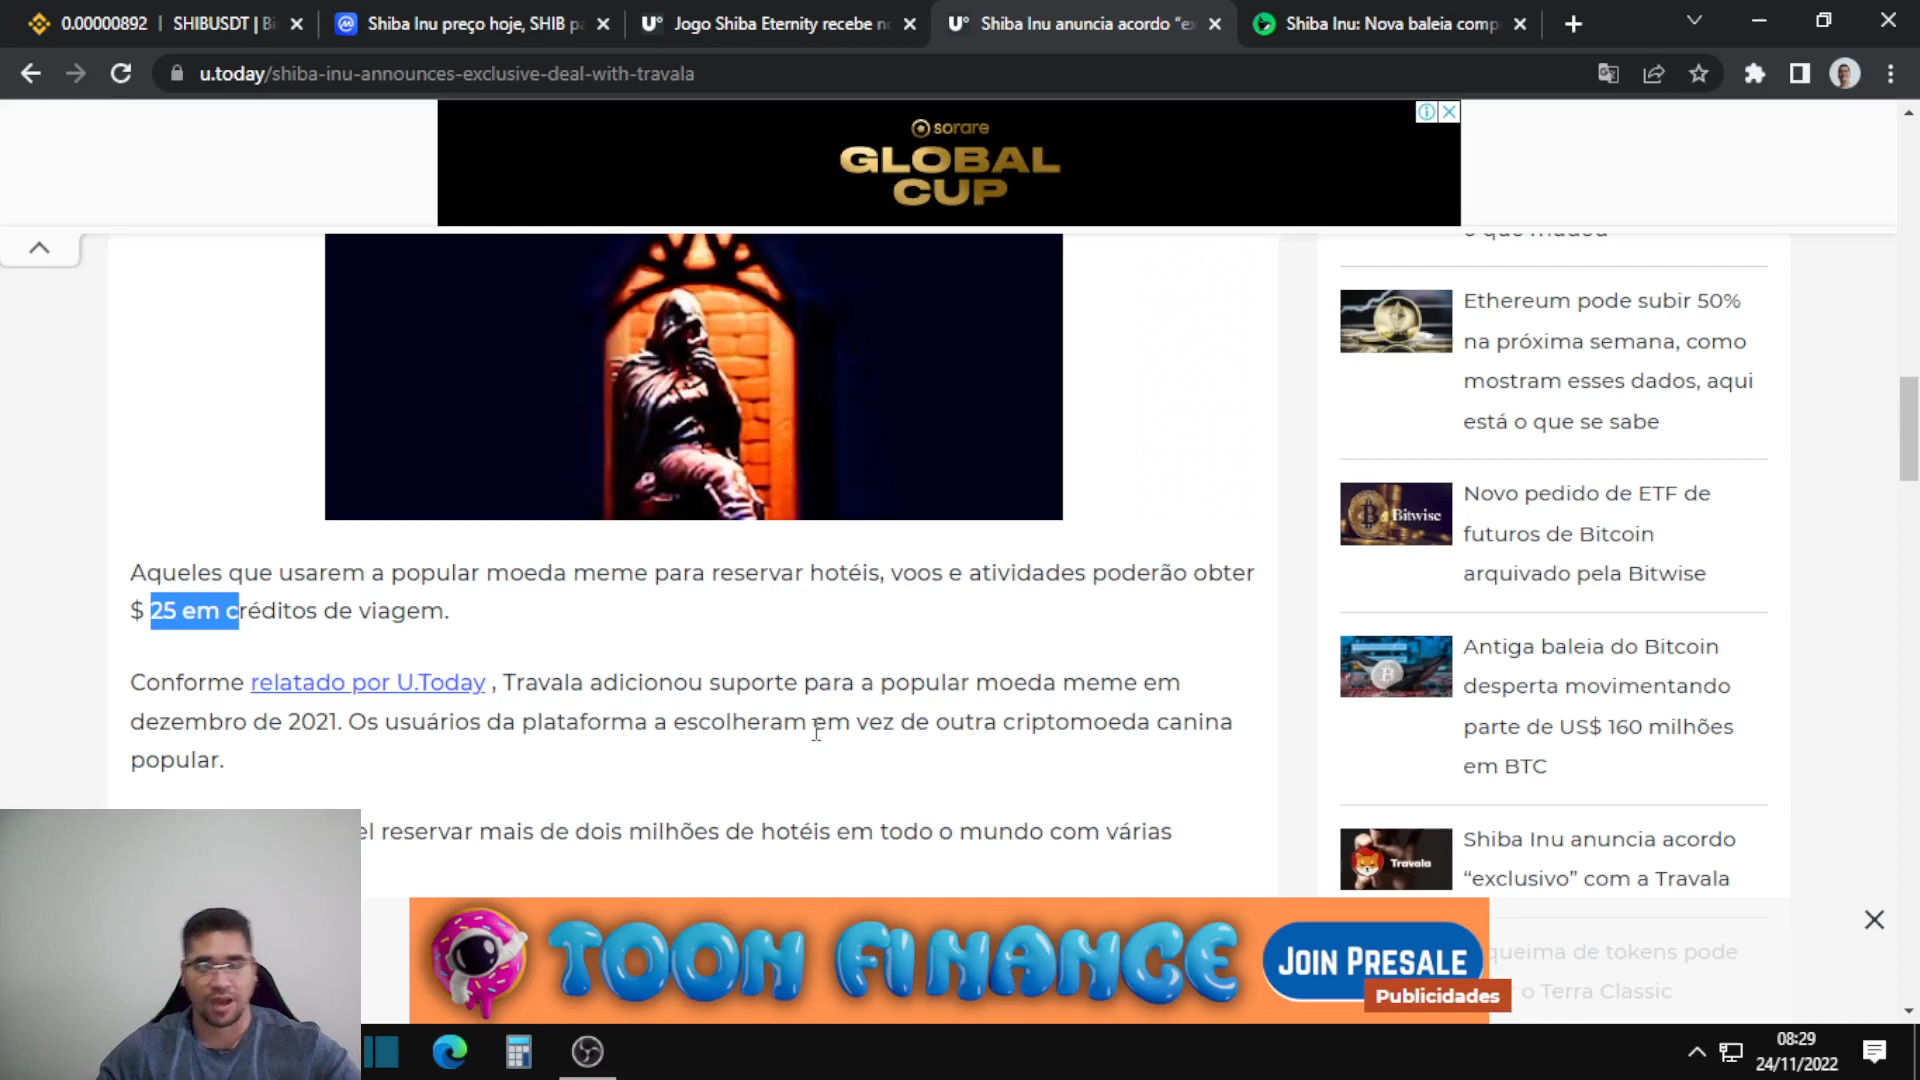 0.00000892 | SHIBUSDT | Bi
Shiba Inu preço hoje, SHIB pa
Jogo Shiba Eternity recebe no
Shiba Inu anuncia acordo “ex
Shiba Inu: Nova baleia comp
u.today/shiba-inu-announces-exclusive-deal-with-travala
sorare
GLOBAL
CUP
Aqueles que usarem a popular moeda meme para reservar hotéis, voos e atividades poderão obter
$ 25 em créditos de viagem.
Conforme relatado por U.Today , Travala adicionou suporte para a popular moeda meme em
dezembro de 2021. Os usuários da plataforma a escolheram em vez de outra criptomoeda canina
popular.
el reservar mais de dois milhões de hotéis em todo o mundo com várias
o que mudou
Ethereum pode subir 50%
na próxima semana, como
mostram esses dados, aqui
está o que se sabe
Bitwise
Novo pedido de ETF de
futuros de Bitcoin
arquivado pela Bitwise
Antiga baleia do Bitcoin
desperta movimentando
parte de US$ 160 milhões
em BTC
Travala
Shiba Inu anuncia acordo
“exclusivo” com a Travala
queima de tokens pode
o Terra Classic
TOON FINANCE
JOIN PRESALE
Publicidades
08:29
24/11/2022